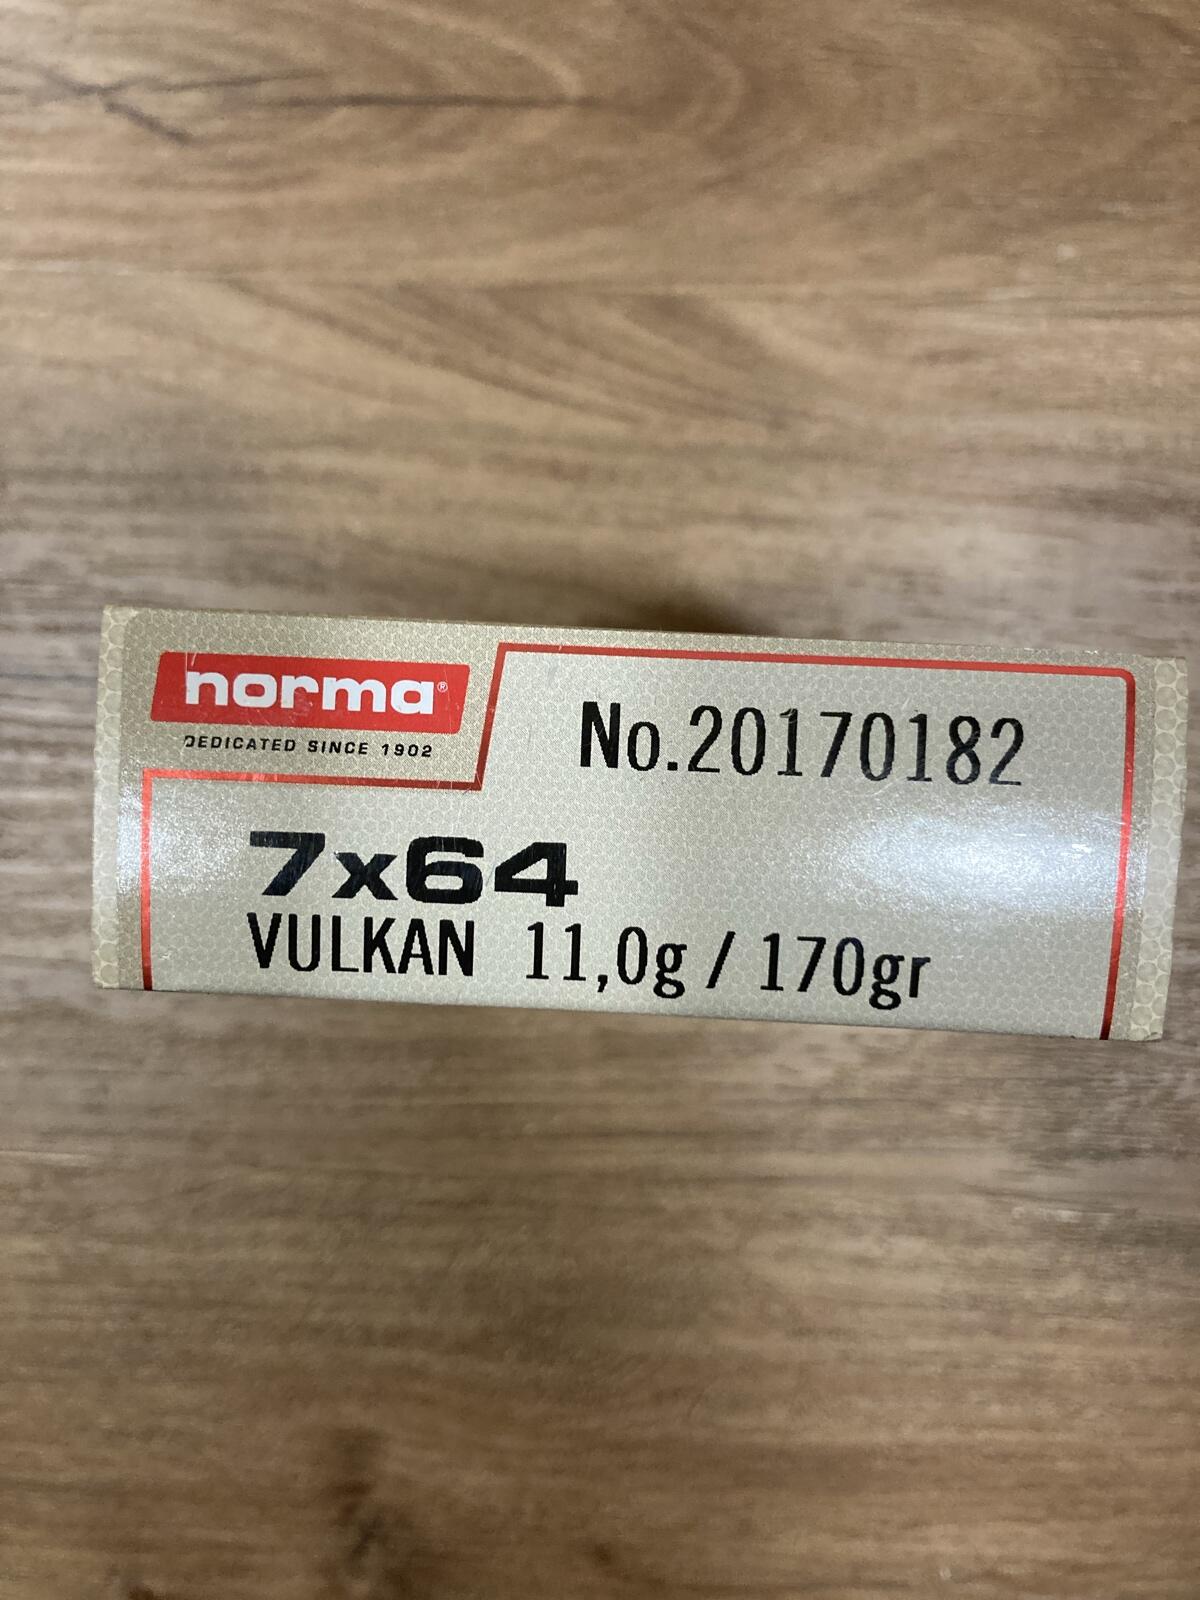 norma®
DEDICATED SINCE 1902
No.20170182
7x64
VULKAN 11,0g / 170gr